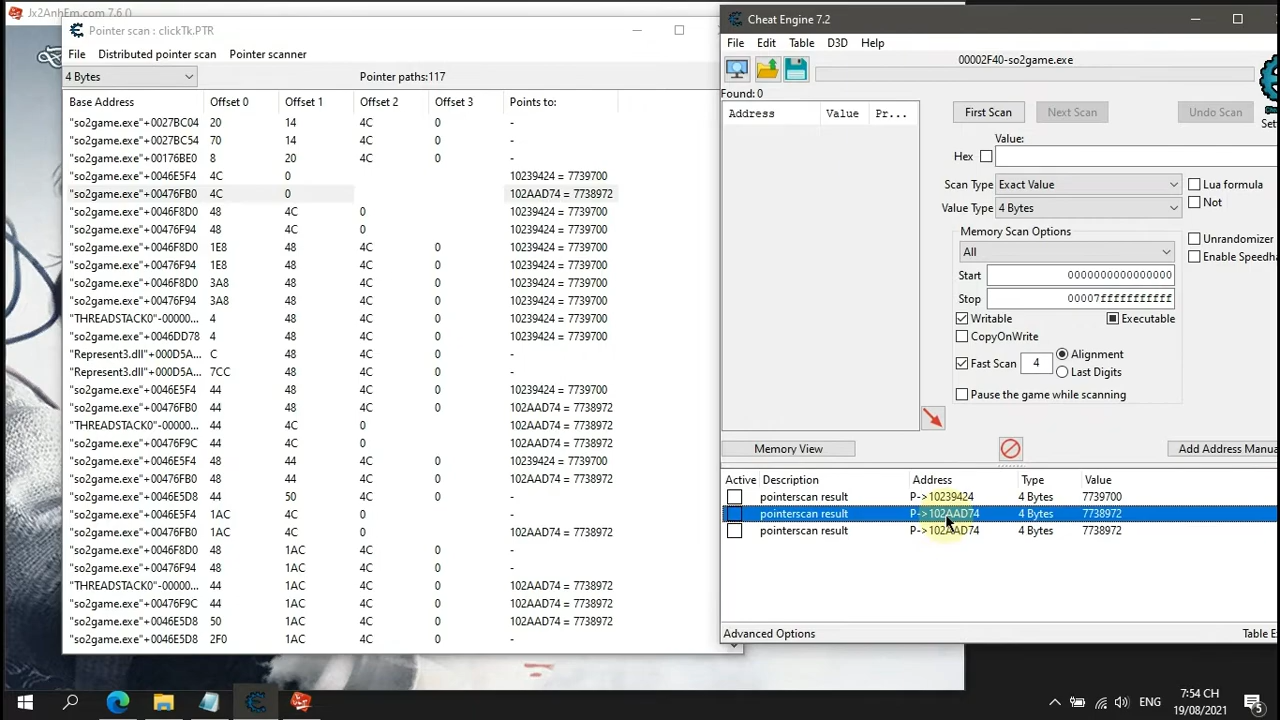 Jx2AnhEm.com 7.6 ()
Pointer scan : clickTk.PTR
File Distributed pointer scan Pointer scanner
4 Bytes Pointer paths:117
Base Address Offset 0 Offset 1 Offset 2 Offset 3 Points to:
"so2game.exe"+0027BC04 20 14 4C 0 -
"so2game.exe"+0027BC54 70 14 4C 0 -
"so2game.exe"+00176BE0 8 20 4C 0 -
"so2game.exe"+0046E5F4 4C 0 10239424 = 7739700
"so2game.exe"+00476FB0 4C 0 102AAD74 = 7738972
"so2game.exe"+0046F8D0 48 4C 0 10239424 = 7739700
"so2game.exe"+00476F94 48 4C 0 10239424 = 7739700
"so2game.exe"+0046F8D0 1E8 48 4C 0 10239424 = 7739700
"so2game.exe"+00476F94 1E8 48 4C 0 10239424 = 7739700
"so2game.exe"+0046F8D0 3A8 48 4C 0 10239424 = 7739700
"so2game.exe"+00476F94 3A8 48 4C 0 10239424 = 7739700
"THREADSTACK0"-00000... 4 48 4C 0 10239424 = 7739700
"so2game.exe"+0046DD78 4 48 4C 0 10239424 = 7739700
"Represent3.dll"+000D5A... C 48 4C 0 -
"Represent3.dll"+000D5A... 7CC 48 4C 0 -
"so2game.exe"+0046E5F4 44 48 4C 0 10239424 = 7739700
"so2game.exe"+00476FB0 44 48 4C 0 102AAD74 = 7738972
"THREADSTACK0"-00000... 44 4C 0 102AAD74 = 7738972
"so2game.exe"+00476F9C 44 4C 0 102AAD74 = 7738972
"so2game.exe"+0046E5F4 48 44 4C 0 10239424 = 7739700
"so2game.exe"+00476FB0 48 44 4C 0 102AAD74 = 7738972
"so2game.exe"+0046E5D8 44 50 4C 0 -
"so2game.exe"+0046E5F4 1AC 4C 0 -
"so2game.exe"+00476FB0 1AC 4C 0 102AAD74 = 7738972
"so2game.exe"+0046F8D0 48 1AC 4C 0 -
"so2game.exe"+00476F94 48 1AC 4C 0 -
"THREADSTACK0"-00000... 44 1AC 4C 0 102AAD74 = 7738972
"so2game.exe"+00476F9C 44 1AC 4C 0 102AAD74 = 7738972
"so2game.exe"+0046E5D8 50 1AC 4C 0 102AAD74 = 7738972
"so2game.exe"+0046E5D8 2F0 1AC 4C 0 -
Cheat Engine 7.2
File Edit Table D3D Help
00002F40-so2game.exe
Found: 0
Address Value Pr...
First Scan Next Scan Undo Scan
Value:
Hex
Scan Type Exact Value Lua formula
Value Type 4 Bytes Not
Memory Scan Options
All
Unrandomizer
Start 0000000000000000
Enable Speedha
Stop 00007fffffffffff
Writable Executable
CopyOnWrite
Fast Scan 4 Alignment
Last Digits
Pause the game while scanning
Memory View Add Address Manua
Active Description Address Type Value
pointerscan result P->10239424 4 Bytes 7739700
pointerscan result P->102AAD74 4 Bytes 7738972
pointerscan result P->102AAD74 4 Bytes 7738972
Advanced Options Table E
ENG 7:54 CH
19/08/2021
5